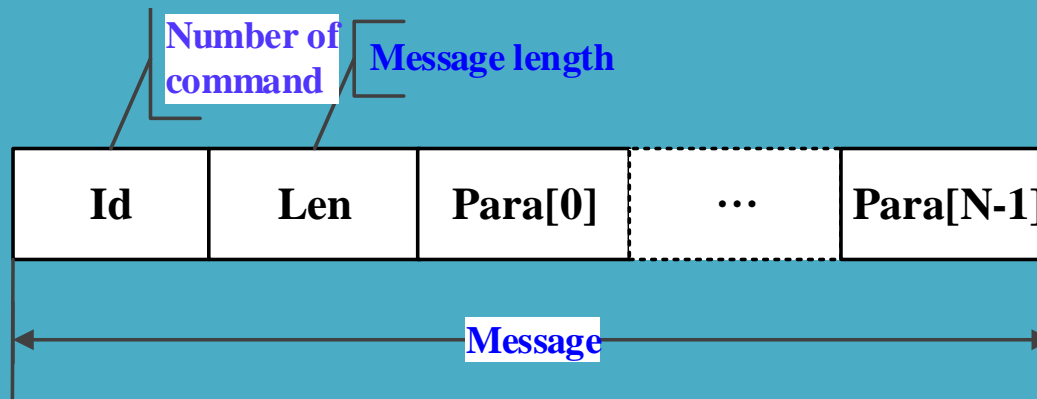 Number of
command
Message length
Id
Len
Para[0]
...
Para[N-1]
Message